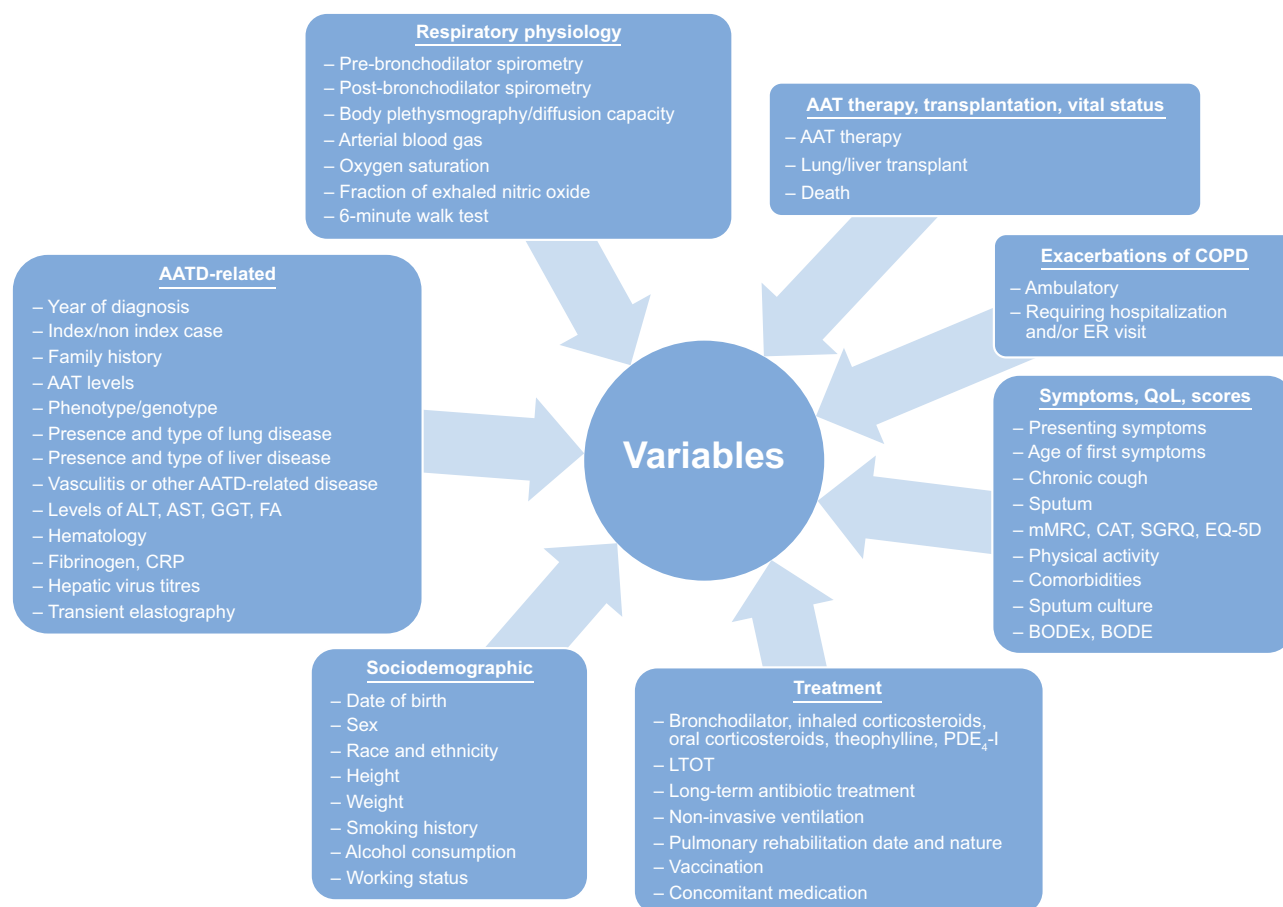 Respiratory physiology
– Pre-bronchodilator spirometry
– Post-bronchodilator spirometry
– Body plethysmography/diffusion capacity
– Arterial blood gas
– Oxygen saturation
– Fraction of exhaled nitric oxide
– 6-minute walk test
AAT therapy, transplantation, vital status
– AAT therapy
– Lung/liver transplant
– Death
Exacerbations of COPD
– Ambulatory
– Requiring hospitalization
and/or ER visit
AATD-related
– Year of diagnosis
– Index/non index case
– Family history
– AAT levels
– Phenotype/genotype
– Presence and type of lung disease
– Presence and type of liver disease
– Vasculitis or other AATD-related disease
– Levels of ALT, AST, GGT, FA
– Hematology
– Fibrinogen, CRP
– Hepatic virus titres
– Transient elastography
Variables
Symptoms, QoL, scores
– Presenting symptoms
– Age of first symptoms
– Chronic cough
– Sputum
– mMRC, CAT, SGRQ, EQ-5D
– Physical activity
– Comorbidities
– Sputum culture
– BODEx, BODE
Sociodemographic
– Date of birth
– Sex
– Race and ethnicity
– Height
– Weight
– Smoking history
– Alcohol consumption
– Working status
Treatment
– Bronchodilator, inhaled corticosteroids,
oral corticosteroids, theophylline, PDE₄-I
– LTOT
– Long-term antibiotic treatment
– Non-invasive ventilation
– Pulmonary rehabilitation date and nature
– Vaccination
– Concomitant medication